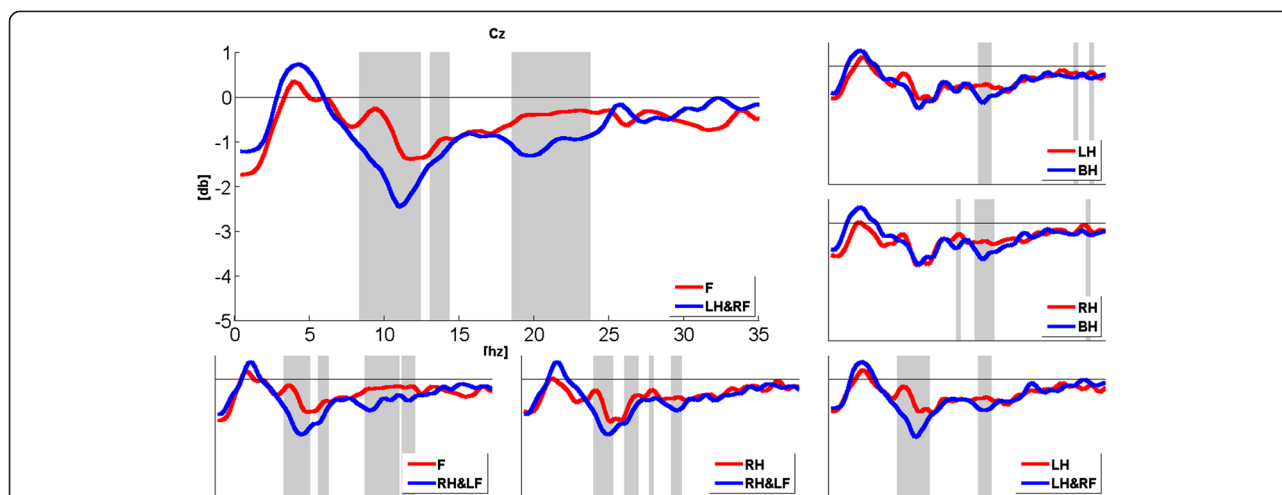 Cz
1
0
-1
-2
-3
-4
-5
[db]
F
LH&RF
0 5 10 15 20 25 30 35
[hz]
LH
BH
RH
BH
F
RH&LF
RH
RH&LF
LH
LH&RF